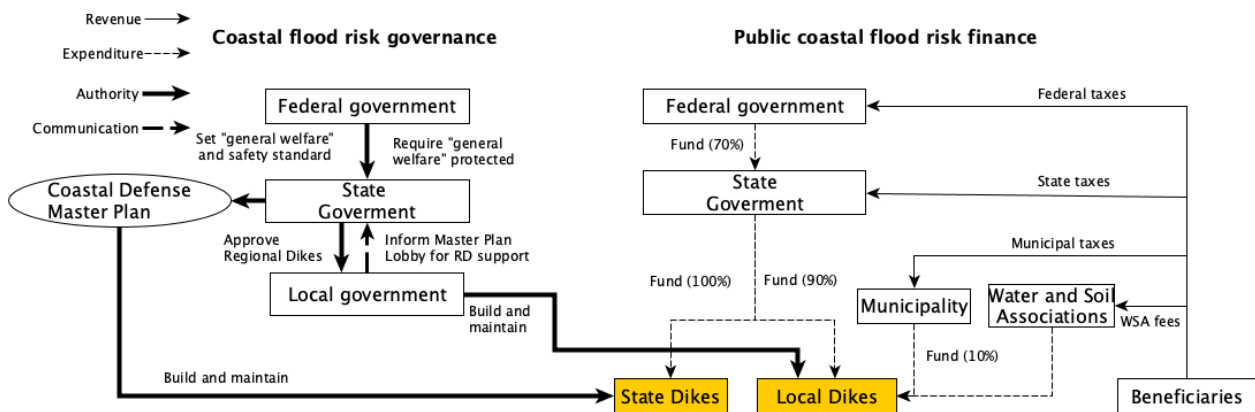 Revenue
Coastal flood risk governance
Public coastal flood risk finance
Expenditure
Authority
Federal government
Federal government
Federal taxes
Communication
Set "general welfare"
and safety standard
Require "general
welfare" protected
Fund (70%)
Coastal Defense
Master Plan
State
Goverment
State
Goverment
State taxes
Approve
Regional Dikes
Inform Master Plan
Lobby for RD support
Municipal taxes
Fund (100%)
Fund (90%)
Local government
Municipality
Water and Soil
Associations
Build and
maintain
WSA fees
Fund (10%)
Build and maintain
State Dikes
Local Dikes
Beneficiaries